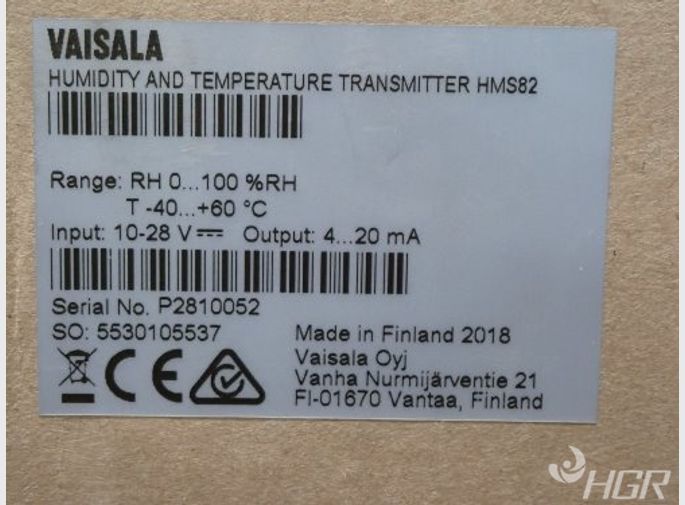 VAISALA
HUMIDITY AND TEMPERATURE TRANSMITTER HMS82
Range: RH 0...100 %RH
T -40...+60 °C
Input: 10-28 V⎓ Output: 4...20 mA
Serial No. P2810052
SO: 5530105537
Made in Finland 2018
Vaisala Oyj
Vanha Nurmijärventie 21
FI-01670 Vantaa, Finland
CE
HGR